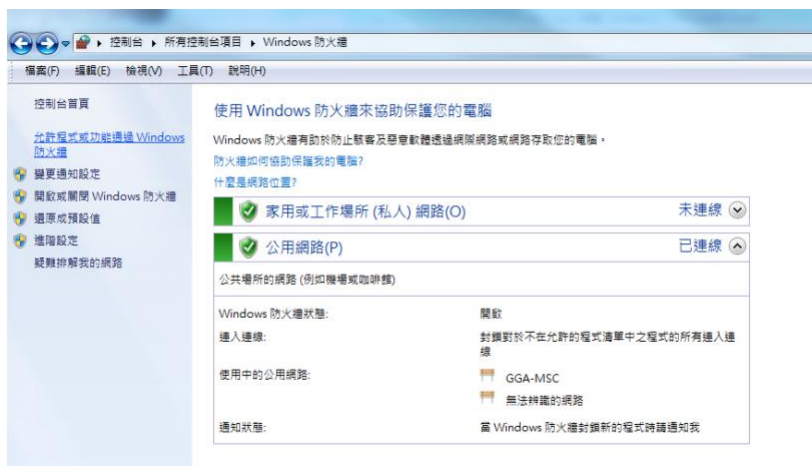 控制台 ▸ 所有控制台項目 ▸ Windows 防火牆
檔案(F) 編輯(E) 檢視(V) 工具(T) 說明(H)
控制台首頁
允許程式或功能通過 Windows
防火牆
變更通知設定
開啟或關閉 Windows 防火牆
還原成預設值
進階設定
疑難排解我的網路
使用 Windows 防火牆來協助保護您的電腦
Windows 防火牆有助於防止駭客及惡意軟體透過網際網路或網路存取您的電腦。
防火牆如何協助保護我的電腦?
什麼是網路位置?
家用或工作場所 (私人) 網路(O) 未連線
公用網路(P) 已連線
公共場所的網路 (例如機場或咖啡館)
Windows 防火牆狀態: 開啟
連入連線: 封鎖對於不在允許的程式清單中之程式的所有連入連
線
使用中的公用網路: GGA-MSC
無法辨識的網路
通知狀態: 當 Windows 防火牆封鎖新的程式時請通知我